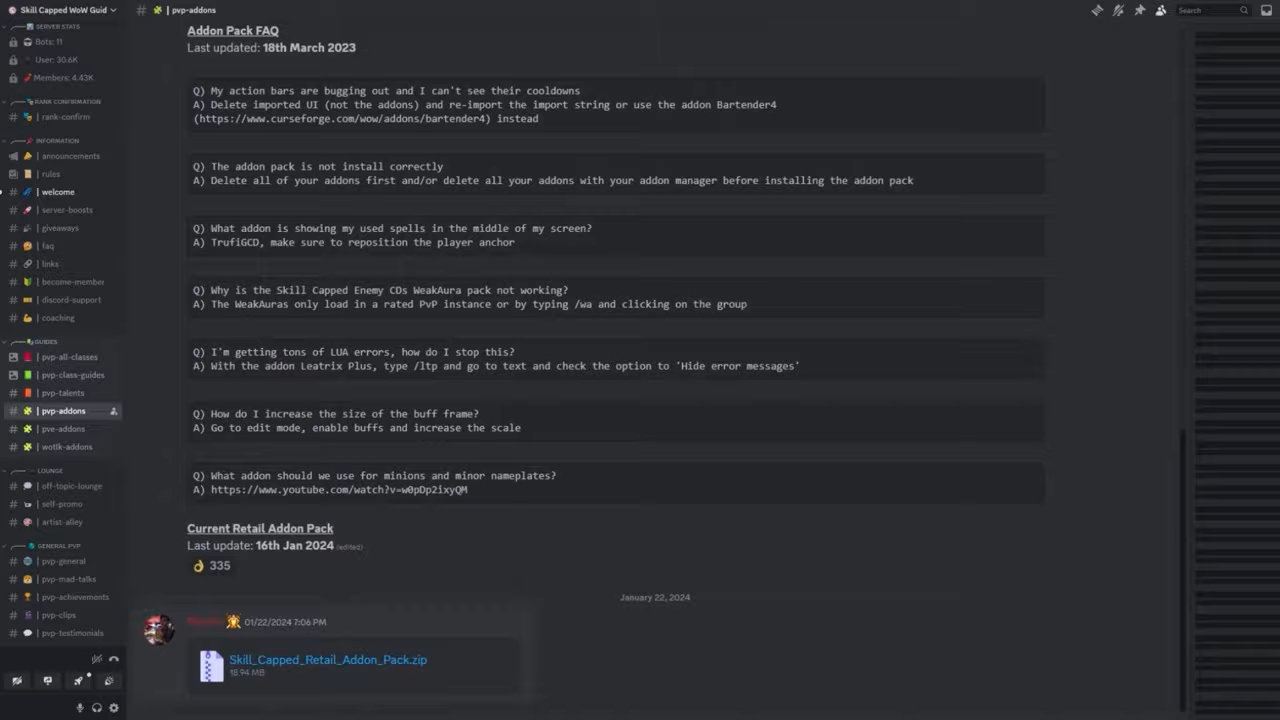 Skill Capped WoW Guid
# | pvp-addons
Search
SERVER STATS
Bots: 11
User: 30.6K
Members: 4.43K
RANK CONFIRMATION
# | rank-confirm
INFORMATION
| announcements
| rules
# | welcome
# | server-boosts
# | giveaways
# | faq
# | links
# | become-member
# | discord-support
# | coaching
GUIDES
| pvp-all-classes
| pvp-class-guides
# | pvp-talents
# | pvp-addons
# | pve-addons
# | wotlk-addons
LOUNGE
# | off-topic-lounge
# | self-promo
# | artist-alley
GENERAL PVP
# | pvp-general
# | pvp-mad-talks
# | pvp-achievements
# | pvp-clips
# | pvp-testimonials
Addon Pack FAQ
Last updated: 18th March 2023
Q) My action bars are bugging out and I can't see their cooldowns
A) Delete imported UI (not the addons) and re-import the import string or use the addon Bartender4
(https://www.curseforge.com/wow/addons/bartender4) instead
Q) The addon pack is not install correctly
A) Delete all of your addons first and/or delete all your addons with your addon manager before installing the addon pack
Q) What addon is showing my used spells in the middle of my screen?
A) TrufiGCD, make sure to reposition the player anchor
Q) Why is the Skill Capped Enemy CDs WeakAura pack not working?
A) The WeakAuras only load in a rated PvP instance or by typing /wa and clicking on the group
Q) I'm getting tons of LUA errors, how do I stop this?
A) With the addon Leatrix Plus, type /ltp and go to text and check the option to 'Hide error messages'
Q) How do I increase the size of the buff frame?
A) Go to edit mode, enable buffs and increase the scale
Q) What addon should we use for minions and minor nameplates?
A) https://www.youtube.com/watch?v=w0pDp2ixyQM
Current Retail Addon Pack
Last update: 16th Jan 2024 (edited)
335
January 22, 2024
01/22/2024 7:06 PM
Skill_Capped_Retail_Addon_Pack.zip
18.94 MB